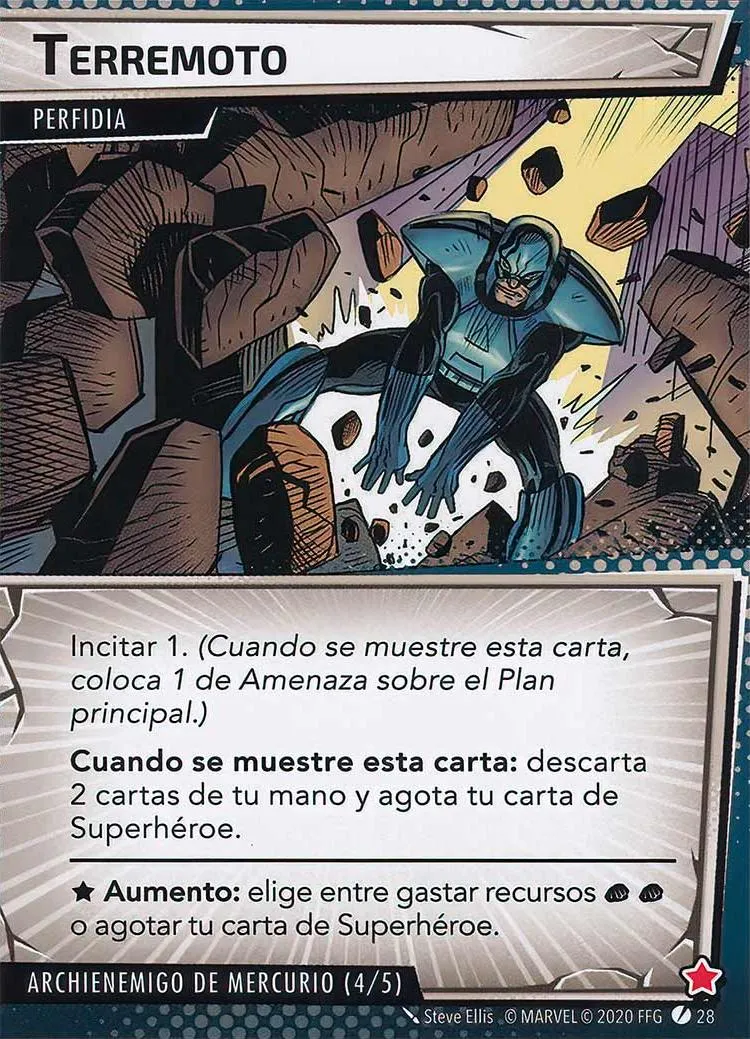 TERREMOTO
PERFIDIA
Incitar 1. (Cuando se muestre esta carta,
coloca 1 de Amenaza sobre el Plan
principal.)
Cuando se muestre esta carta: descarta
2 cartas de tu mano y agota tu carta de
Superhéroe.
★ Aumento: elige entre gastar recursos
o agotar tu carta de Superhéroe.
ARCHIENEMIGO DE MERCURIO (4/5)
Steve Ellis © MARVEL © 2020 FFG 28